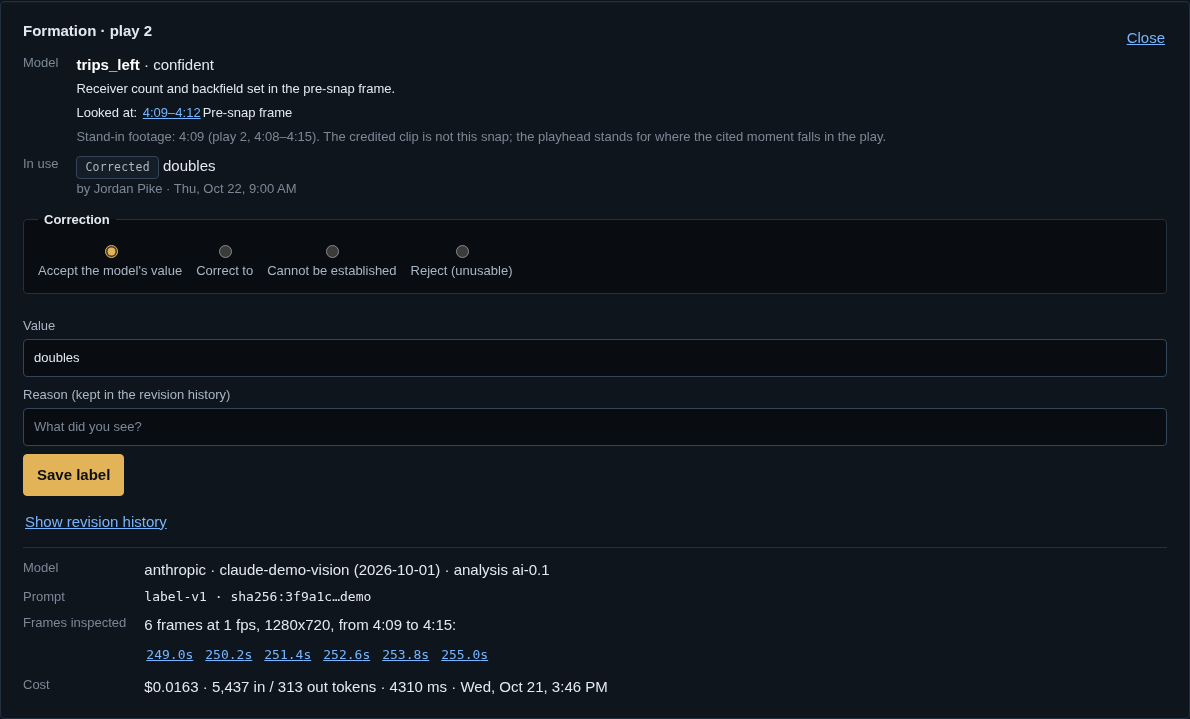 Formation · play 2
Close
Model
trips_left · confident
Receiver count and backfield set in the pre-snap frame.
Looked at: 4:09–4:12 Pre-snap frame
Stand-in footage: 4:09 (play 2, 4:08–4:15). The credited clip is not this snap; the playhead stands for where the cited moment falls in the play.
In use
Corrected doubles
by Jordan Pike · Thu, Oct 22, 9:00 AM
Correction
Accept the model's value
Correct to
Cannot be established
Reject (unusable)
Value
doubles
Reason (kept in the revision history)
What did you see?
Save label
Show revision history
Model
anthropic · claude-demo-vision (2026-10-01) · analysis ai-0.1
Prompt
label-v1 · sha256:3f9a1c…demo
Frames inspected
6 frames at 1 fps, 1280x720, from 4:09 to 4:15:
249.0s 250.2s 251.4s 252.6s 253.8s 255.0s
Cost
$0.0163 · 5,437 in / 313 out tokens · 4310 ms · Wed, Oct 21, 3:46 PM